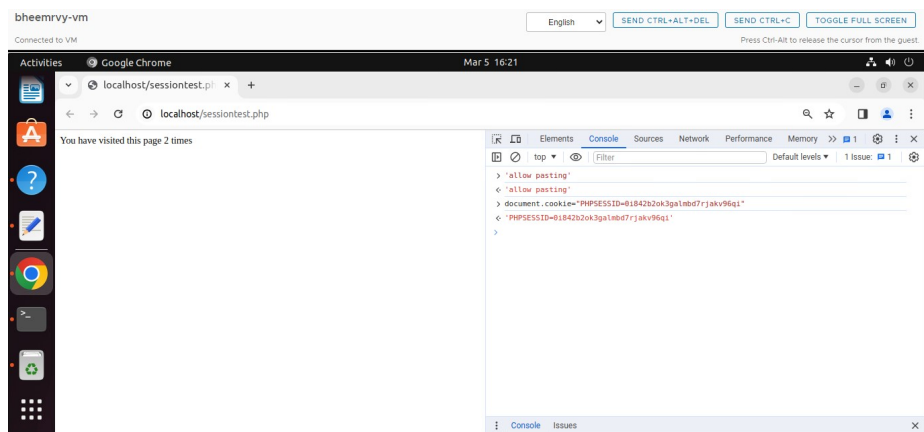 bheemrvy-vm
English
SEND CTRL+ALT+DEL
SEND CTRL+C
TOGGLE FULL SCREEN
Connected to VM
Press Ctrl-Alt to release the cursor from the guest.
Activities
Google Chrome
Mar 5 16:21
localhost/sessiontest.ph
localhost/sessiontest.php
You have visited this page 2 times
Elements Console Sources Network Performance Memory 1
top Filter Default levels 1 Issue: 1
> 'allow pasting'
< 'allow pasting'
> document.cookie="PHPSESSID=0i842b2ok3galmbd7rjakv96qi"
< 'PHPSESSID=0i842b2ok3galmbd7rjakv96qi'
>
Console Issues